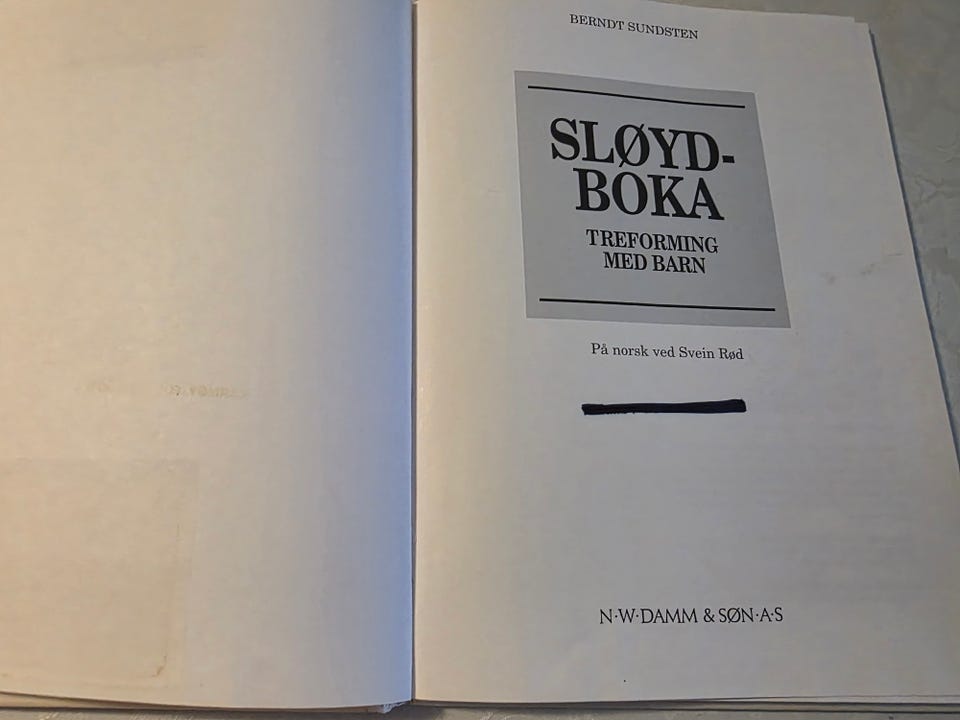 BERNDT SUNDSTEN
SLØYD-
BOKA
TREFORMING
MED BARN
På norsk ved Svein Rød
N·W·DAMM & SØN·A·S